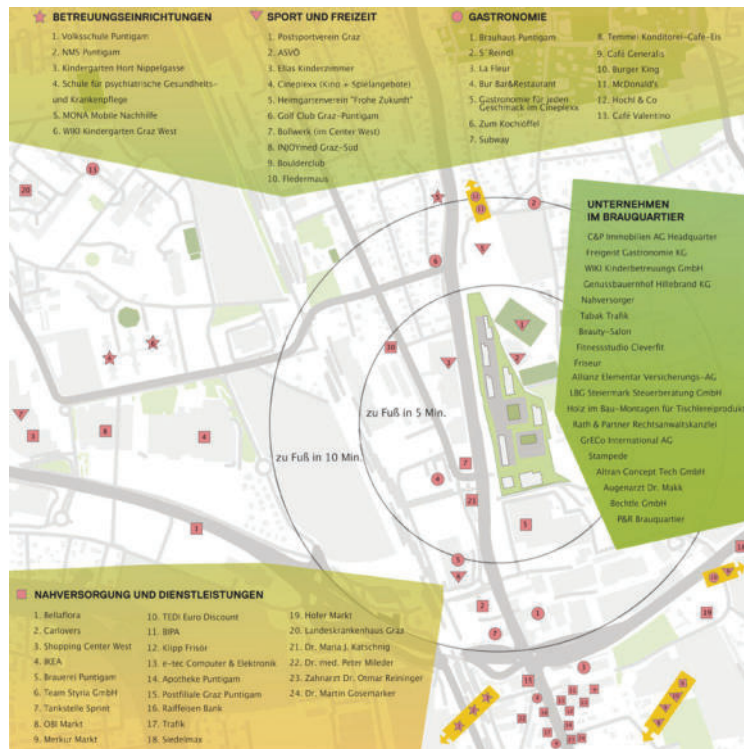 BETREUUNGSEINRICHTUNGEN
1. Volksschule Puntigam
2. NMS Puntigam
3. Kindergarten Hort Nippelgasse
4. Schule für psychiatrische Gesundheits-
und Krankenpflege
5. MONA Mobile Nachhilfe
6. WIKI Kindergarten Graz West
SPORT UND FREIZEIT
1. Postsportverein Graz
2. ASVÖ
3. Elias Kinderzimmer
4. Cineplexx (Kino + Spielangebote)
5. Heimgartenverein "Frohe Zukunft"
6. Golf Club Graz-Puntigam
7. Bollwerk (im Center West)
8. INJOYmed Graz-Süd
9. Boulderclub
10. Fledermaus
GASTRONOMIE
1. Brauhaus Puntigam
2. S´Reindl
3. La Fleur
4. Bur Bar&Restautant
5. Gastronomie für jeden
Geschmack im Cineplexx
6. Zum Kochlöffel
7. Subway
8. Temmel Konditorei-Cafe-Eis
9. Café Generalis
10. Burger King
11. McDonald's
12. Hochl & Co
13. Café Valentino
UNTERNEHMEN
IM BRAUQUARTIER
C&P Immobilien AG Headquarter
Freigeist Gastronomie KG
WIKI Kinderbetreuungs GmbH
Genussbauernhof Hillebrand KG
Nahversorger
Tabak Trafik
Beauty-Salon
Fitnessstudio Cleverfit
Friseur
Allianz Elementar Versicherungs-AG
LBG Steiermark Steuerberatung GmbH
Holz im Bau-Montagen für Tischlereiprodukte
Rath & Partner Rechtsanwaltskanzlei
GrECo International AG
Stampede
Altran Concept Tech GmbH
Augenarzt Dr. Makk
Bechtle GmbH
P&R Brauquartier
zu Fuß in 5 Min.
zu Fuß in 10 Min.
NAHVERSORGUNG UND DIENSTLEISTUNGEN
1. Bellaflora
2. Carlovers
3. Shopping Center West
4. IKEA
5. Brauerei Puntigam
6. Team Styria GmbH
7. Tankstelle Sprint
8. OBI Markt
9. Merkur Markt
10. TEDI Euro Discount
11. BIPA
12. Klipp Frisör
13. e-tec Computer & Elektronik
14. Apotheke Puntigam
15. Postfiliale Graz Puntigam
16. Raiffeisen Bank
17. Trafik
18. Siedelmax
19. Hofer Markt
20. Landeskrankenhaus Graz
21. Dr. Maria J. Katschnig
22. Dr. med. Peter Mileder
23. Zahnarzt Dr. Otmar Reisinger
24. Dr. Martin Gösemärker